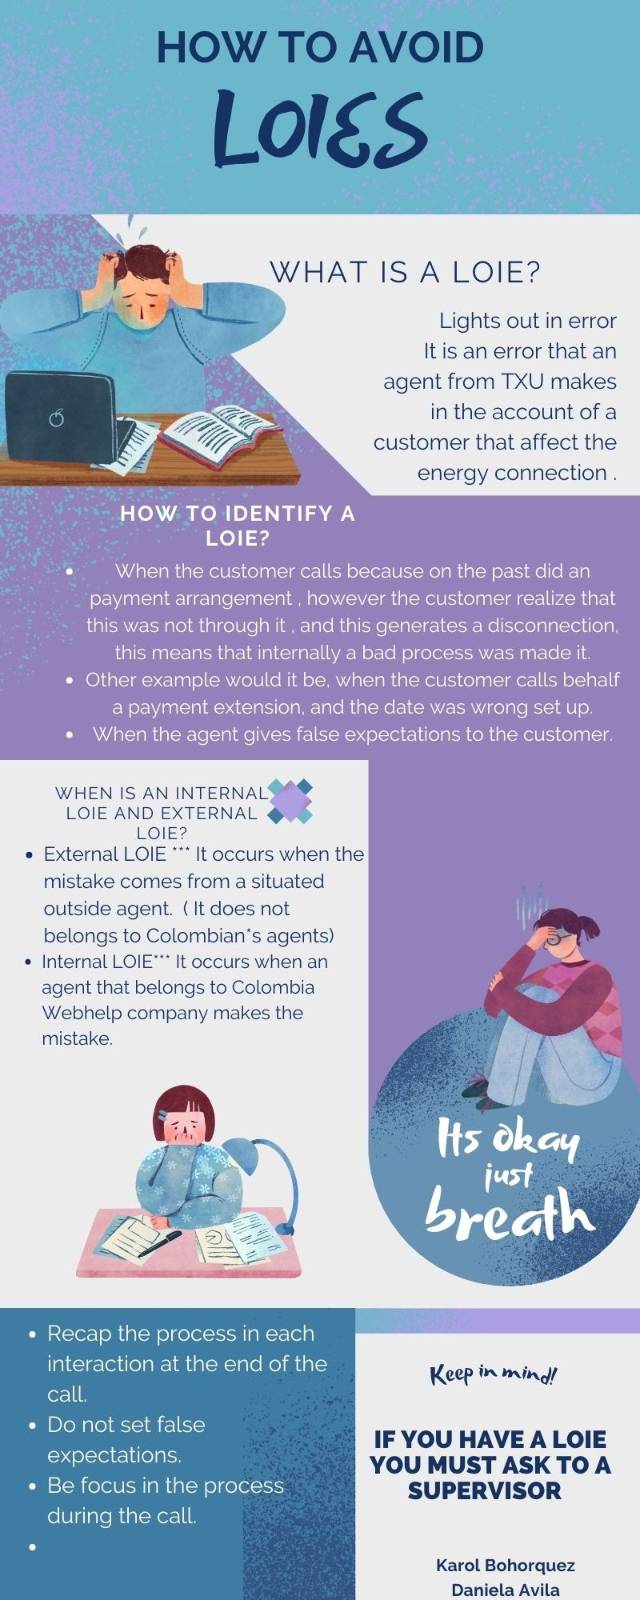 HOW TO AVOID
LOIES
WHAT IS A LOIE?
Lights out in error
It is an error that an
agent from TXU makes
in the account of a
customer that affect the
energy connection .
HOW TO IDENTIFY A
LOIE?
• When the customer calls because on the past did an
payment arrangement , however the customer realize that
this was not through it , and this generates a disconnection,
this means that internally a bad process was made it.
• Other example would it be, when the customer calls behalf
a payment extension, and the date was wrong set up.
• When the agent gives false expectations to the customer.
WHEN IS AN INTERNAL
LOIE AND EXTERNAL
LOIE?
• External LOIE *** It occurs when the
mistake comes from a situated
outside agent. ( It does not
belongs to Colombian*s agents)
• Internal LOIE*** It occurs when an
agent that belongs to Colombia
Webhelp company makes the
mistake.
Its okay
just
breath
• Recap the process in each
interaction at the end of the
call.
• Do not set false
expectations.
• Be focus in the process
during the call.
•
Keep in mind!
IF YOU HAVE A LOIE
YOU MUST ASK TO A
SUPERVISOR
Karol Bohorquez
Daniela Avila